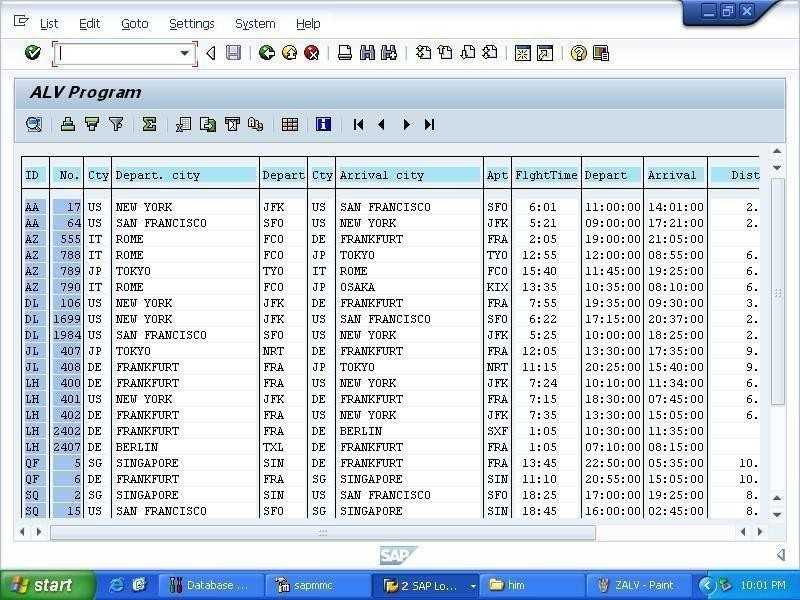 List Edit Goto Settings System Help
ALV Program
ID No. Cty Depart. city Depart Cty Arrival city Apt FlghtTime Depart Arrival Dist
AA 17 US NEW YORK JFK US SAN FRANCISCO SFO 6:01 11:00:00 14:01:00 2.
AA 64 US SAN FRANCISCO SFO US NEW YORK JFK 5:21 09:00:00 17:21:00 2.
AZ 555 IT ROME FCO DE FRANKFURT FRA 2:05 19:00:00 21:05:00
AZ 788 IT ROME FCO JP TOKYO TYO 12:55 12:00:00 08:55:00 6.
AZ 789 JP TOKYO TYO IT ROME FCO 15:40 11:45:00 19:25:00 6.
AZ 790 IT ROME FCO JP OSAKA KIX 13:35 10:35:00 08:10:00 6.
DL 106 US NEW YORK JFK DE FRANKFURT FRA 7:55 19:35:00 09:30:00 3.
DL 1699 US NEW YORK JFK US SAN FRANCISCO SFO 6:22 17:15:00 20:37:00 2.
DL 1984 US SAN FRANCISCO SFO US NEW YORK JFK 5:25 10:00:00 18:25:00 2.
JL 407 JP TOKYO NRT DE FRANKFURT FRA 12:05 13:30:00 17:35:00 9.
JL 408 DE FRANKFURT FRA JP TOKYO NRT 11:15 20:25:00 15:40:00 9.
LH 400 DE FRANKFURT FRA US NEW YORK JFK 7:24 10:10:00 11:34:00 6.
LH 401 US NEW YORK JFK DE FRANKFURT FRA 7:15 18:30:00 07:45:00 6.
LH 402 DE FRANKFURT FRA US NEW YORK JFK 7:35 13:30:00 15:05:00 6.
LH 2402 DE FRANKFURT FRA DE BERLIN SXF 1:05 10:30:00 11:35:00
LH 2407 DE BERLIN TXL DE FRANKFURT FRA 1:05 07:10:00 08:15:00
QF 5 SG SINGAPORE SIN DE FRANKFURT FRA 13:45 22:50:00 05:35:00 10.
QF 6 DE FRANKFURT FRA SG SINGAPORE SIN 11:10 20:55:00 15:05:00 10.
SQ 2 SG SINGAPORE SIN US SAN FRANCISCO SFO 18:25 17:00:00 19:25:00 8.
SQ 15 US SAN FRANCISCO SFO SG SINGAPORE SIN 18:45 16:00:00 02:45:00 8.
SAP
start Database ... sapmmc 2 SAP Lo... him ZALV - Paint 10:01 PM